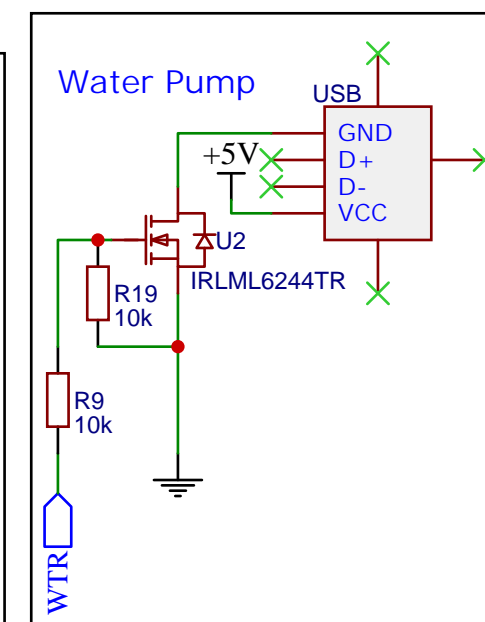 Water Pump
USB
GND
D+
D-
VCC
+5V
U2
IRLML6244TR
R19
10k
R9
10k
WTR